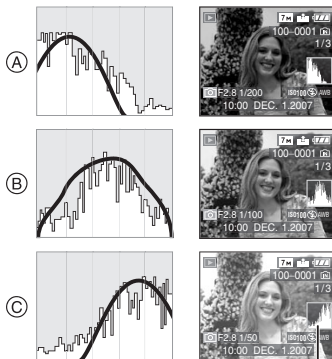 A
7M
100-0001
1/3
F2.8 1/200
ISO100 AWB
10:00 DEC. 1.2007
B
7M
100-0001
1/3
F2.8 1/100
ISO100 AWB
10:00 DEC. 1.2007
C
7M
100-0001
1/3
F2.8 1/50
ISO100 AWB
10:00 DEC. 1.2007